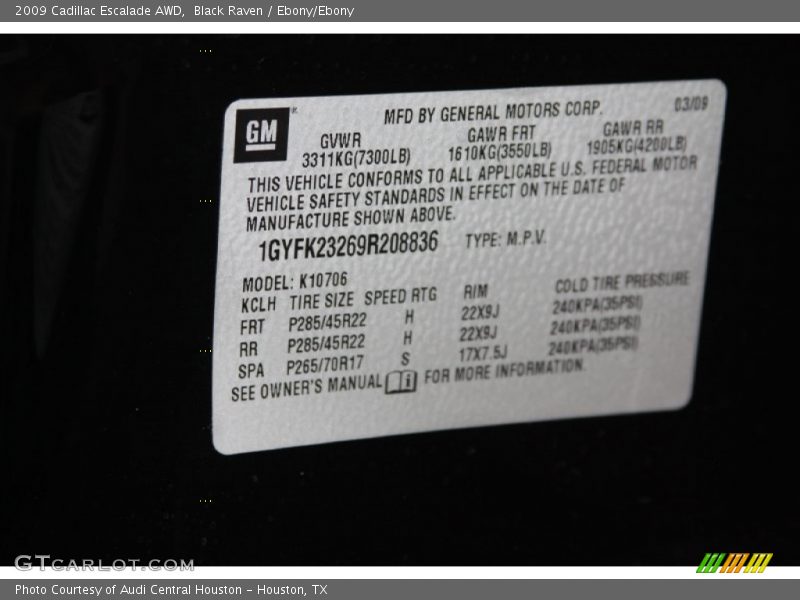 2009 Cadillac Escalade AWD,  Black Raven / Ebony/Ebony
GM
MFD BY GENERAL MOTORS CORP. 03/09
GVWR GAWR FRT GAWR RR
3311KG(7300LB) 1610KG(3550LB) 1905KG(4200LB)
THIS VEHICLE CONFORMS TO ALL APPLICABLE U.S. FEDERAL MOTOR
VEHICLE SAFETY STANDARDS IN EFFECT ON THE DATE OF
MANUFACTURE SHOWN ABOVE.
1GYFK23269R208836 TYPE: M.P.V.
MODEL: K10706
KCLH TIRE SIZE SPEED RTG RIM COLD TIRE PRESSURE
FRT P285/45R22 H 22X9J 240KPA(35PSI)
RR P285/45R22 H 22X9J 240KPA(35PSI)
SPA P265/70R17 S 17X7.5J 240KPA(35PSI)
SEE OWNER'S MANUAL FOR MORE INFORMATION.
GTCARLOT.COM
Photo Courtesy of Audi Central Houston - Houston, TX